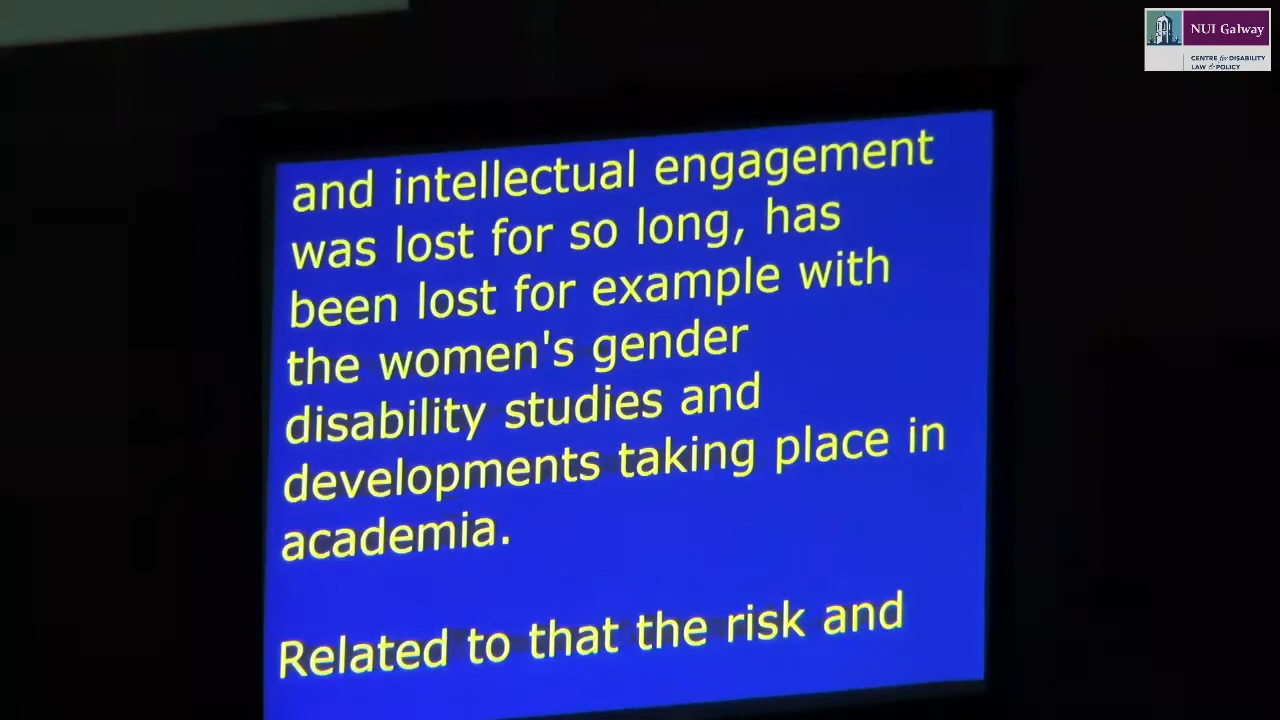 NUI Galway
CENTRE for DISABILITY
LAW & POLICY
and intellectual engagement
was lost for so long, has
been lost for example with
the women's gender
disability studies and
developments taking place in
academia.
Related to that the risk and